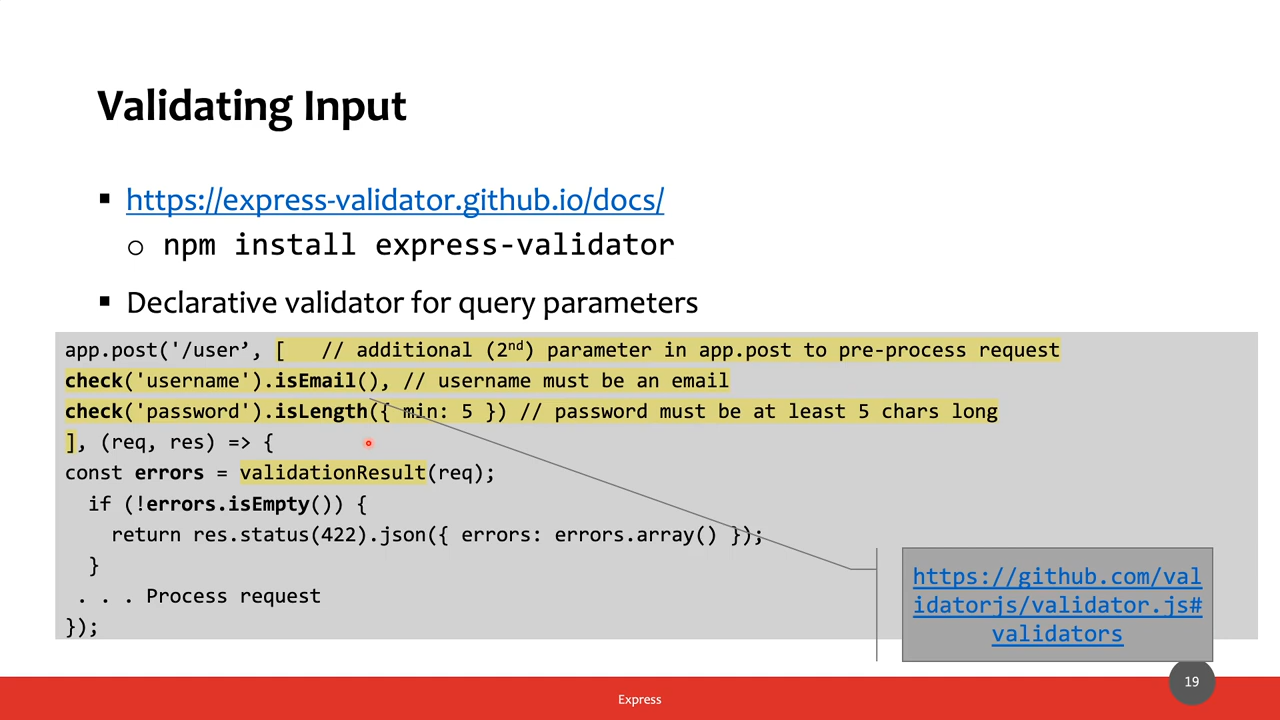 Validating Input
▪ https://express-validator.github.io/docs/
o npm install express-validator
▪ Declarative validator for query parameters
app.post('/user’, [ // additional (2nd) parameter in app.post to pre-process request
check('username').isEmail(), // username must be an email
check('password').isLength({ min: 5 }) // password must be at least 5 chars long
], (req, res) => {
const errors = validationResult(req);
if (!errors.isEmpty()) {
return res.status(422).json({ errors: errors.array() });
}
. . . Process request
});
https://github.com/val
idatorjs/validator.js#
validators
19
Express